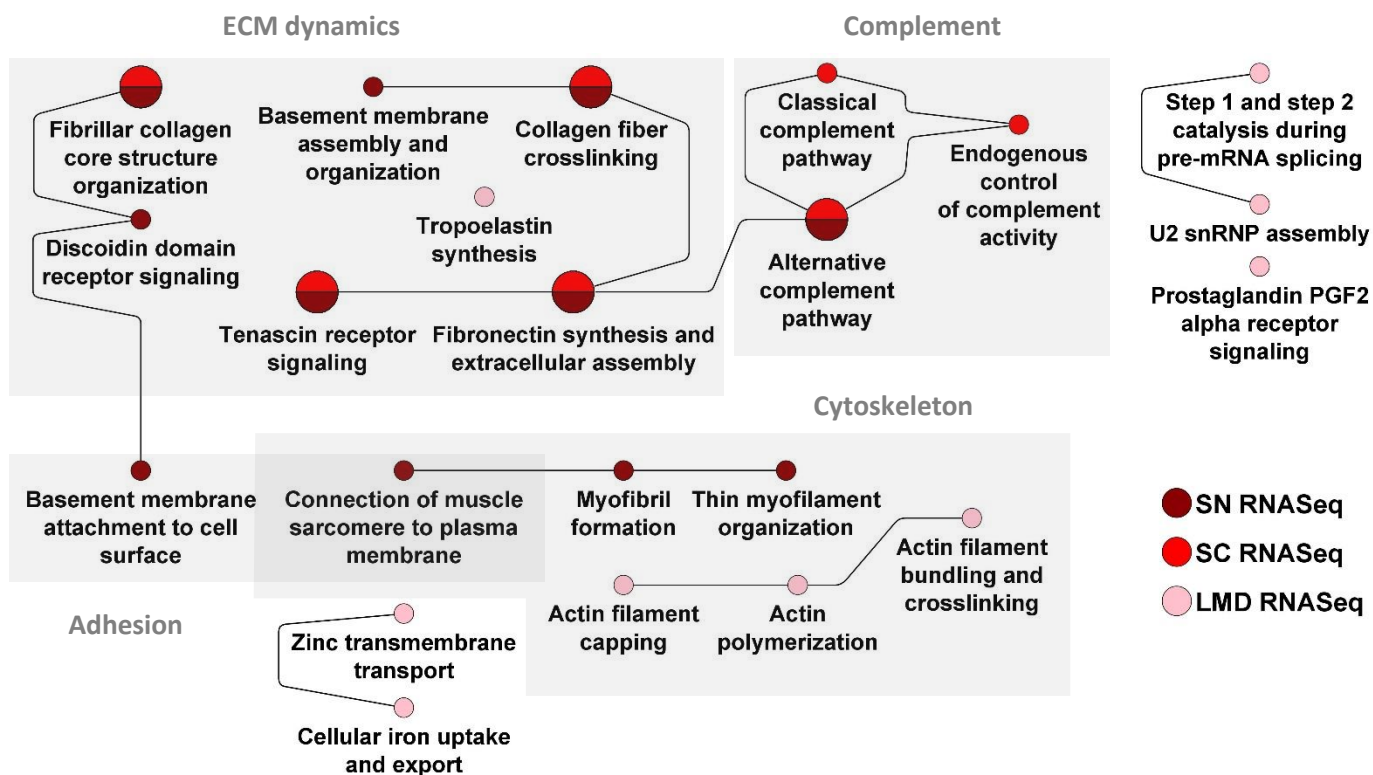 ECM dynamics
Complement
Fibrillar collagen
core structure
organization
Basement membrane
assembly and
organization
Collagen fiber
crosslinking
Classical
complement
pathway
Endogenous
control
of complement
activity
Step 1 and step 2
catalysis during
pre-mRNA splicing
Tropoelastin
synthesis
Discoidin domain
receptor signaling
Alternative
complement
pathway
U2 snRNP assembly
Prostaglandin PGF2
alpha receptor
signaling
Tenascin receptor
signaling
Fibronectin synthesis and
extracellular assembly
Cytoskeleton
Basement membrane
attachment to cell
surface
Connection of muscle
sarcomere to plasma
membrane
Myofibril
formation
Thin myofilament
organization
Actin filament
bundling and
crosslinking
SN RNASeq
SC RNASeq
LMD RNASeq
Adhesion
Actin filament
capping
Actin
polymerization
Zinc transmembrane
transport
Cellular iron uptake
and export